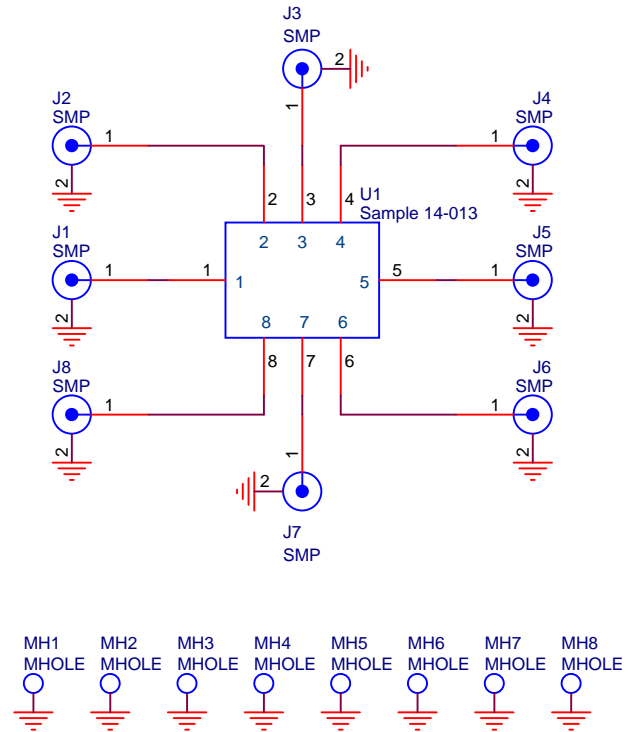 J3
SMP
2
1
J2
SMP
1
2
J4
SMP
1
2
2
3
4
U1
Sample 14-013
2
3
4
J1
SMP
1
2
1
1
5
5
J5
SMP
1
2
8
7
6
8
7
6
J8
SMP
1
2
J6
SMP
1
2
1
2
J7
SMP
MH1 MH2 MH3 MH4 MH5 MH6 MH7 MH8
MHOLE MHOLE MHOLE MHOLE MHOLE MHOLE MHOLE MHOLE